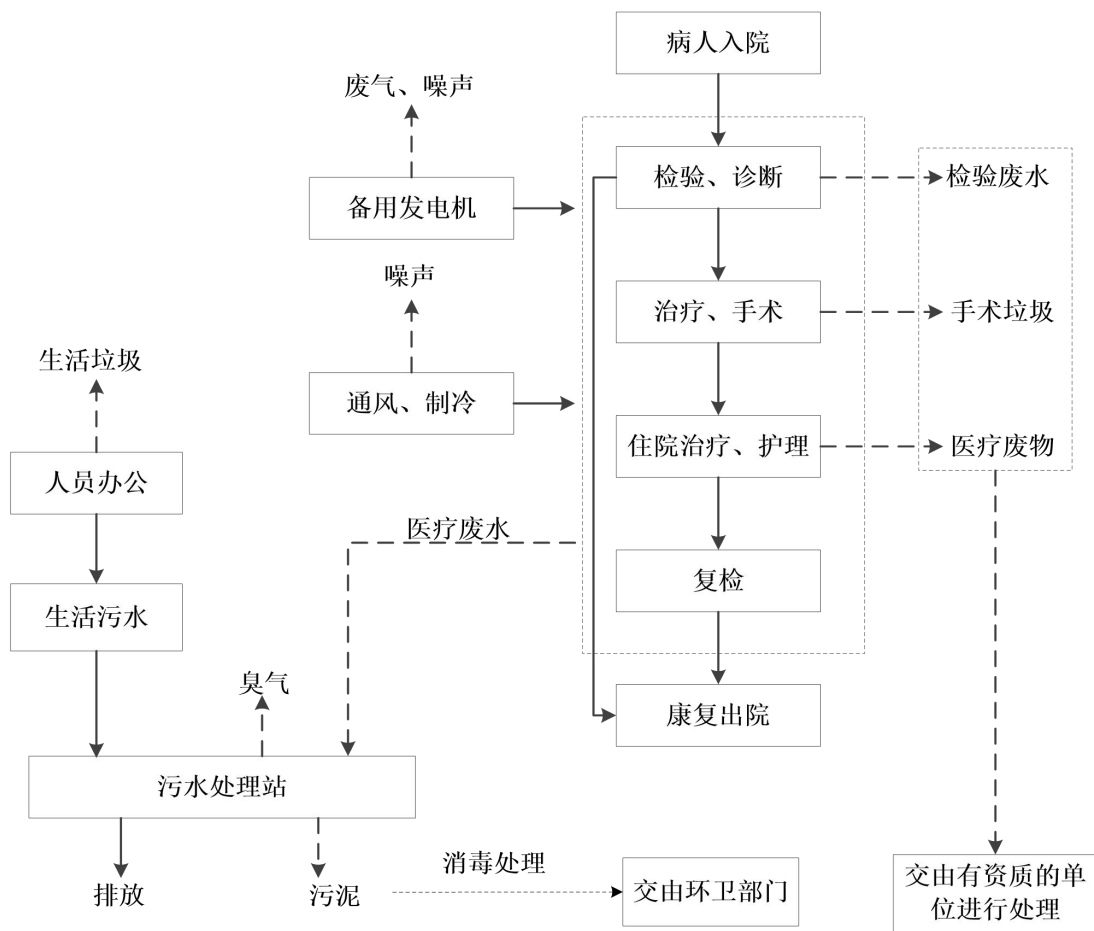 病人入院
废气、噪声
检验、诊断
检验废水
备用发电机
噪声
治疗、手术
手术垃圾
生活垃圾
通风、制冷
住院治疗、护理
医疗废物
人员办公
医疗废水
复检
生活污水
臭气
康复出院
污水处理站
消毒处理
排放
污泥
交由环卫部门
交由有资质的单
位进行处理